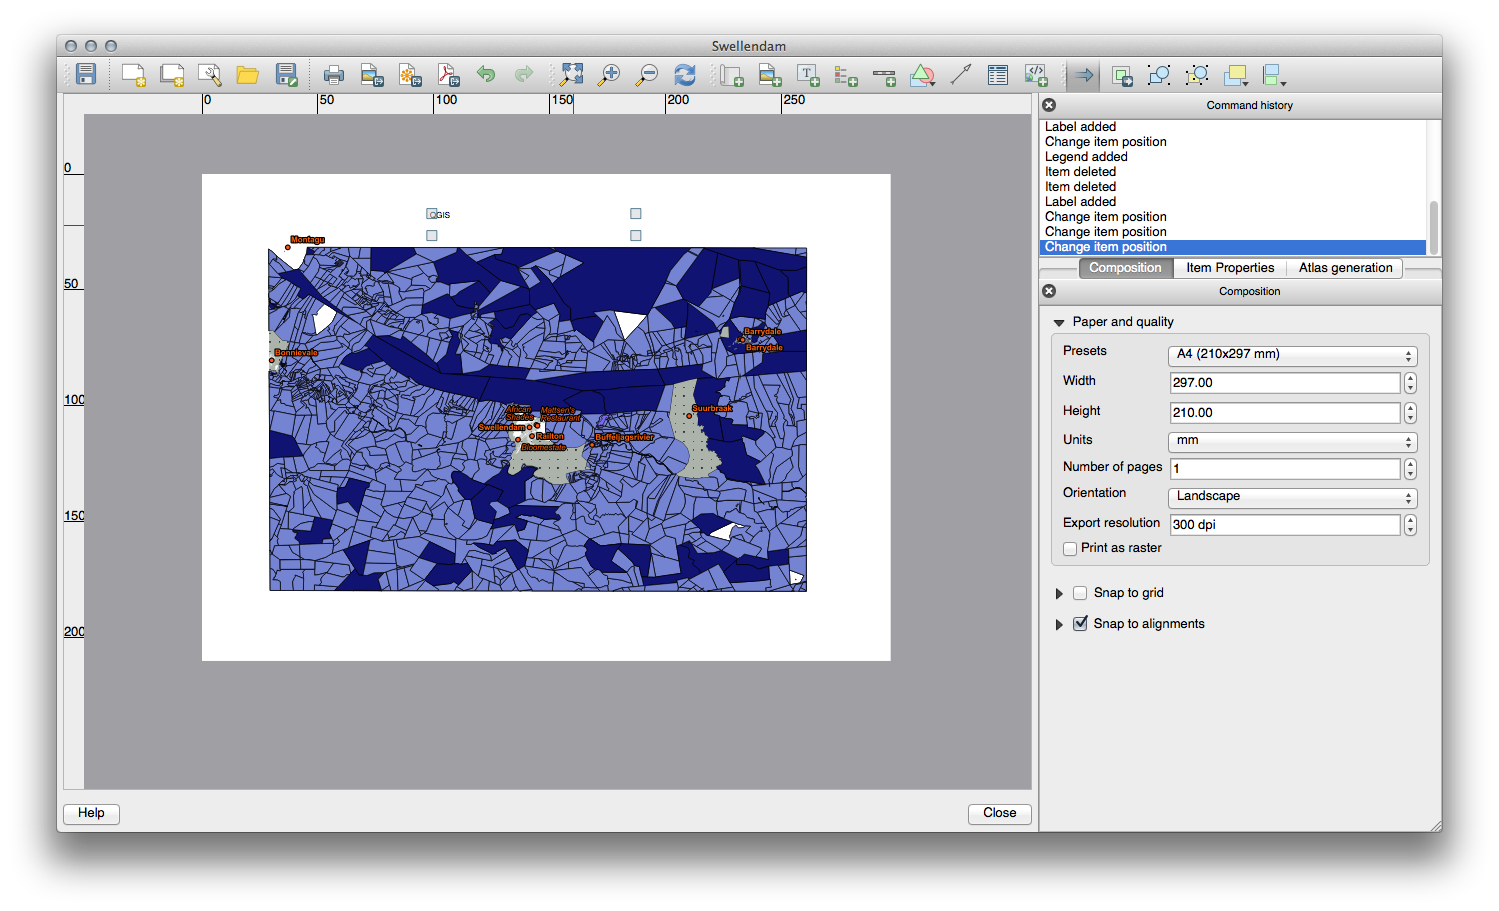 Swellendam
0 50 100 150 200 250
Command history
Label added
Change item position
Legend added
Item deleted
Item deleted
Label added
Change item position
Change item position
Change item position
Composition Item Properties Atlas generation
Composition
Paper and quality
Presets A4 (210x297 mm)
Width 297.00
Height 210.00
Units mm
Number of pages 1
Orientation Landscape
Export resolution 300 dpi
Print as raster
Snap to grid
Snap to alignments
0
50
100
150
200
QGIS
Montagu
Barrydale
Barrydale
Bonnievale
Suurbraak
African
Shades
Mattsen's
Restaurant
Swellendam
Railton
Buffeljagsrivier
Bloomestate
Help
Close